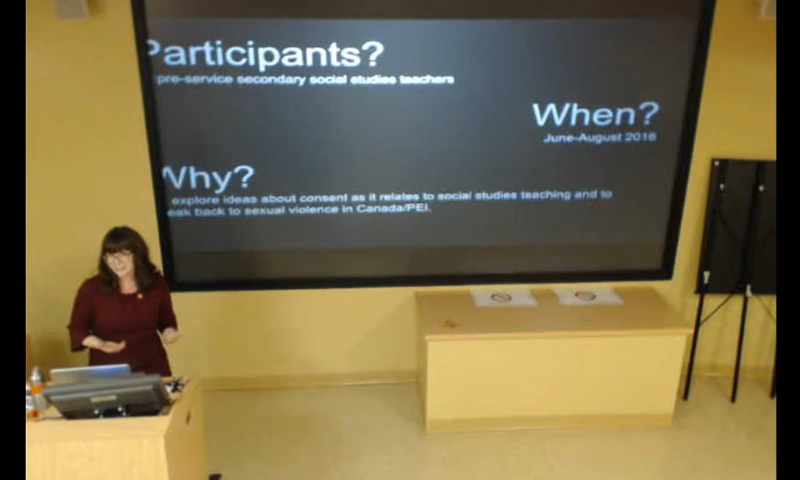 Participants?
pre-service secondary social studies teachers
When?
June-August 2016
Why?
explore ideas about consent as it relates to social studies teaching and to
eak back to sexual violence in Canada/PEI.